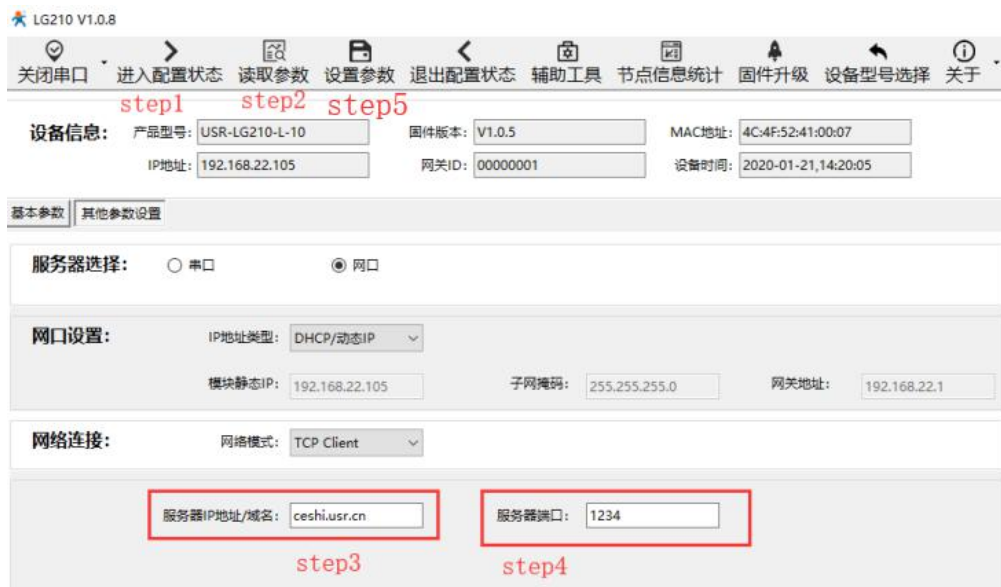 LG210 V1.0.8
关闭串口 进入配置状态 读取参数 设置参数 退出配置状态 辅助工具 节点信息统计 固件升级 设备型号选择 关于
step1 step2 step5
设备信息: 产品型号: USR-LG210-L-10 固件版本: V1.0.5 MAC地址: 4C:4F:52:41:00:07
IP地址: 192.168.22.105 网关ID: 00000001 设备时间: 2020-01-21,14:20:05
基本参数 其他参数设置
服务器选择: 串口 网口
网口设置: IP地址类型: DHCP/动态IP
模块静态IP: 192.168.22.105 子网掩码: 255.255.255.0 网关地址: 192.168.22.1
网络连接: 网络模式: TCP Client
服务器IP地址/域名: ceshi.usr.cn 服务器端口: 1234
step3 step4